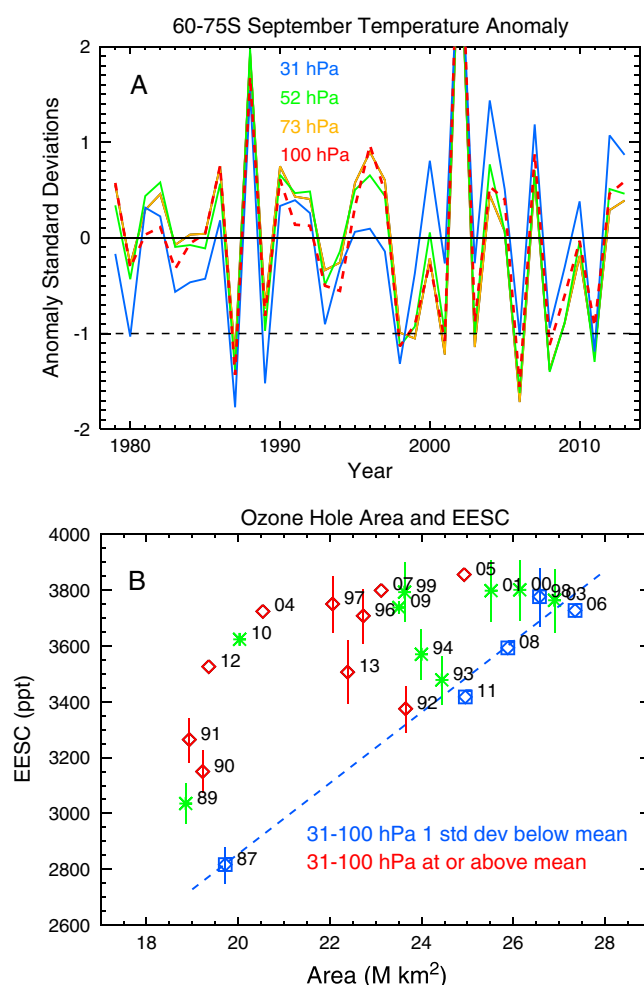 60-75S September Temperature Anomaly
A
31 hPa
52 hPa
73 hPa
100 hPa
Anomaly Standard Deviations
2
1
0
-1
-2
1980 1990 2000 2010
Year
Ozone Hole Area and EESC
B
EESC (ppt)
4000
3800
3600
3400
3200
3000
2800
2600
05
07 99
01 00
98 03
97
96
09
06
04
10
94
08
12
13
93
92
11
91
90
89
87
31-100 hPa 1 std dev below mean
31-100 hPa at or above mean
18 20 22 24 26 28
Area (M km²)